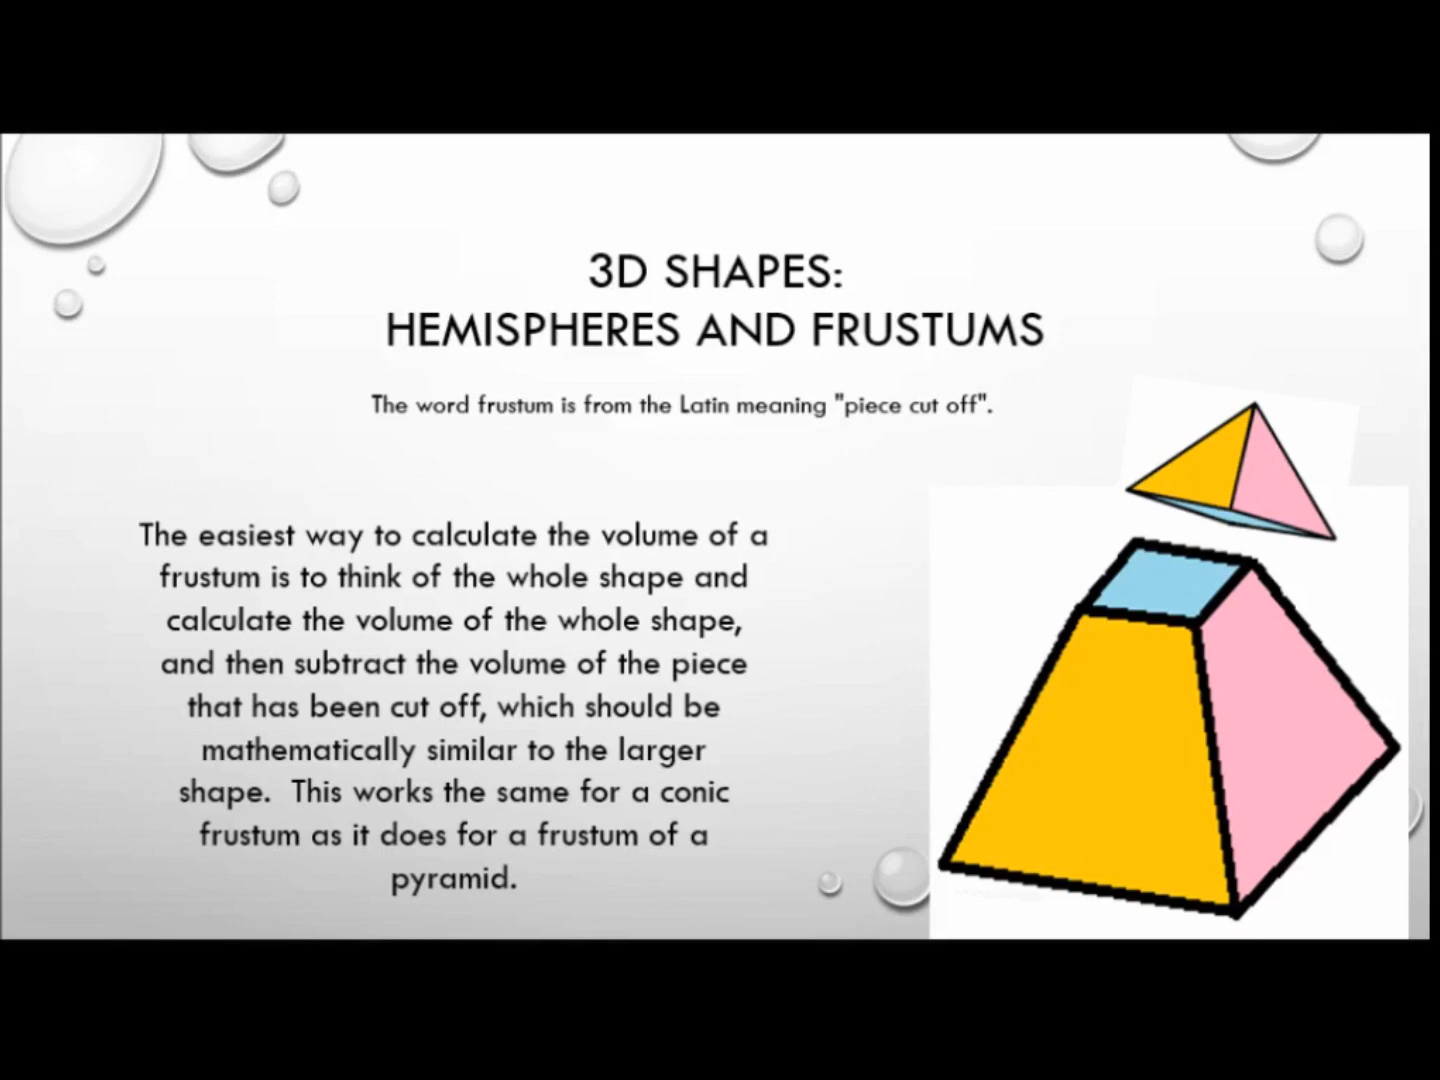 3D SHAPES:
HEMISPHERES AND FRUSTUMS
The word frustum is from the Latin meaning "piece cut off".
The easiest way to calculate the volume of a
frustum is to think of the whole shape and
calculate the volume of the whole shape,
and then subtract the volume of the piece
that has been cut off, which should be
mathematically similar to the larger
shape.  This works the same for a conic
frustum as it does for a frustum of a
pyramid.